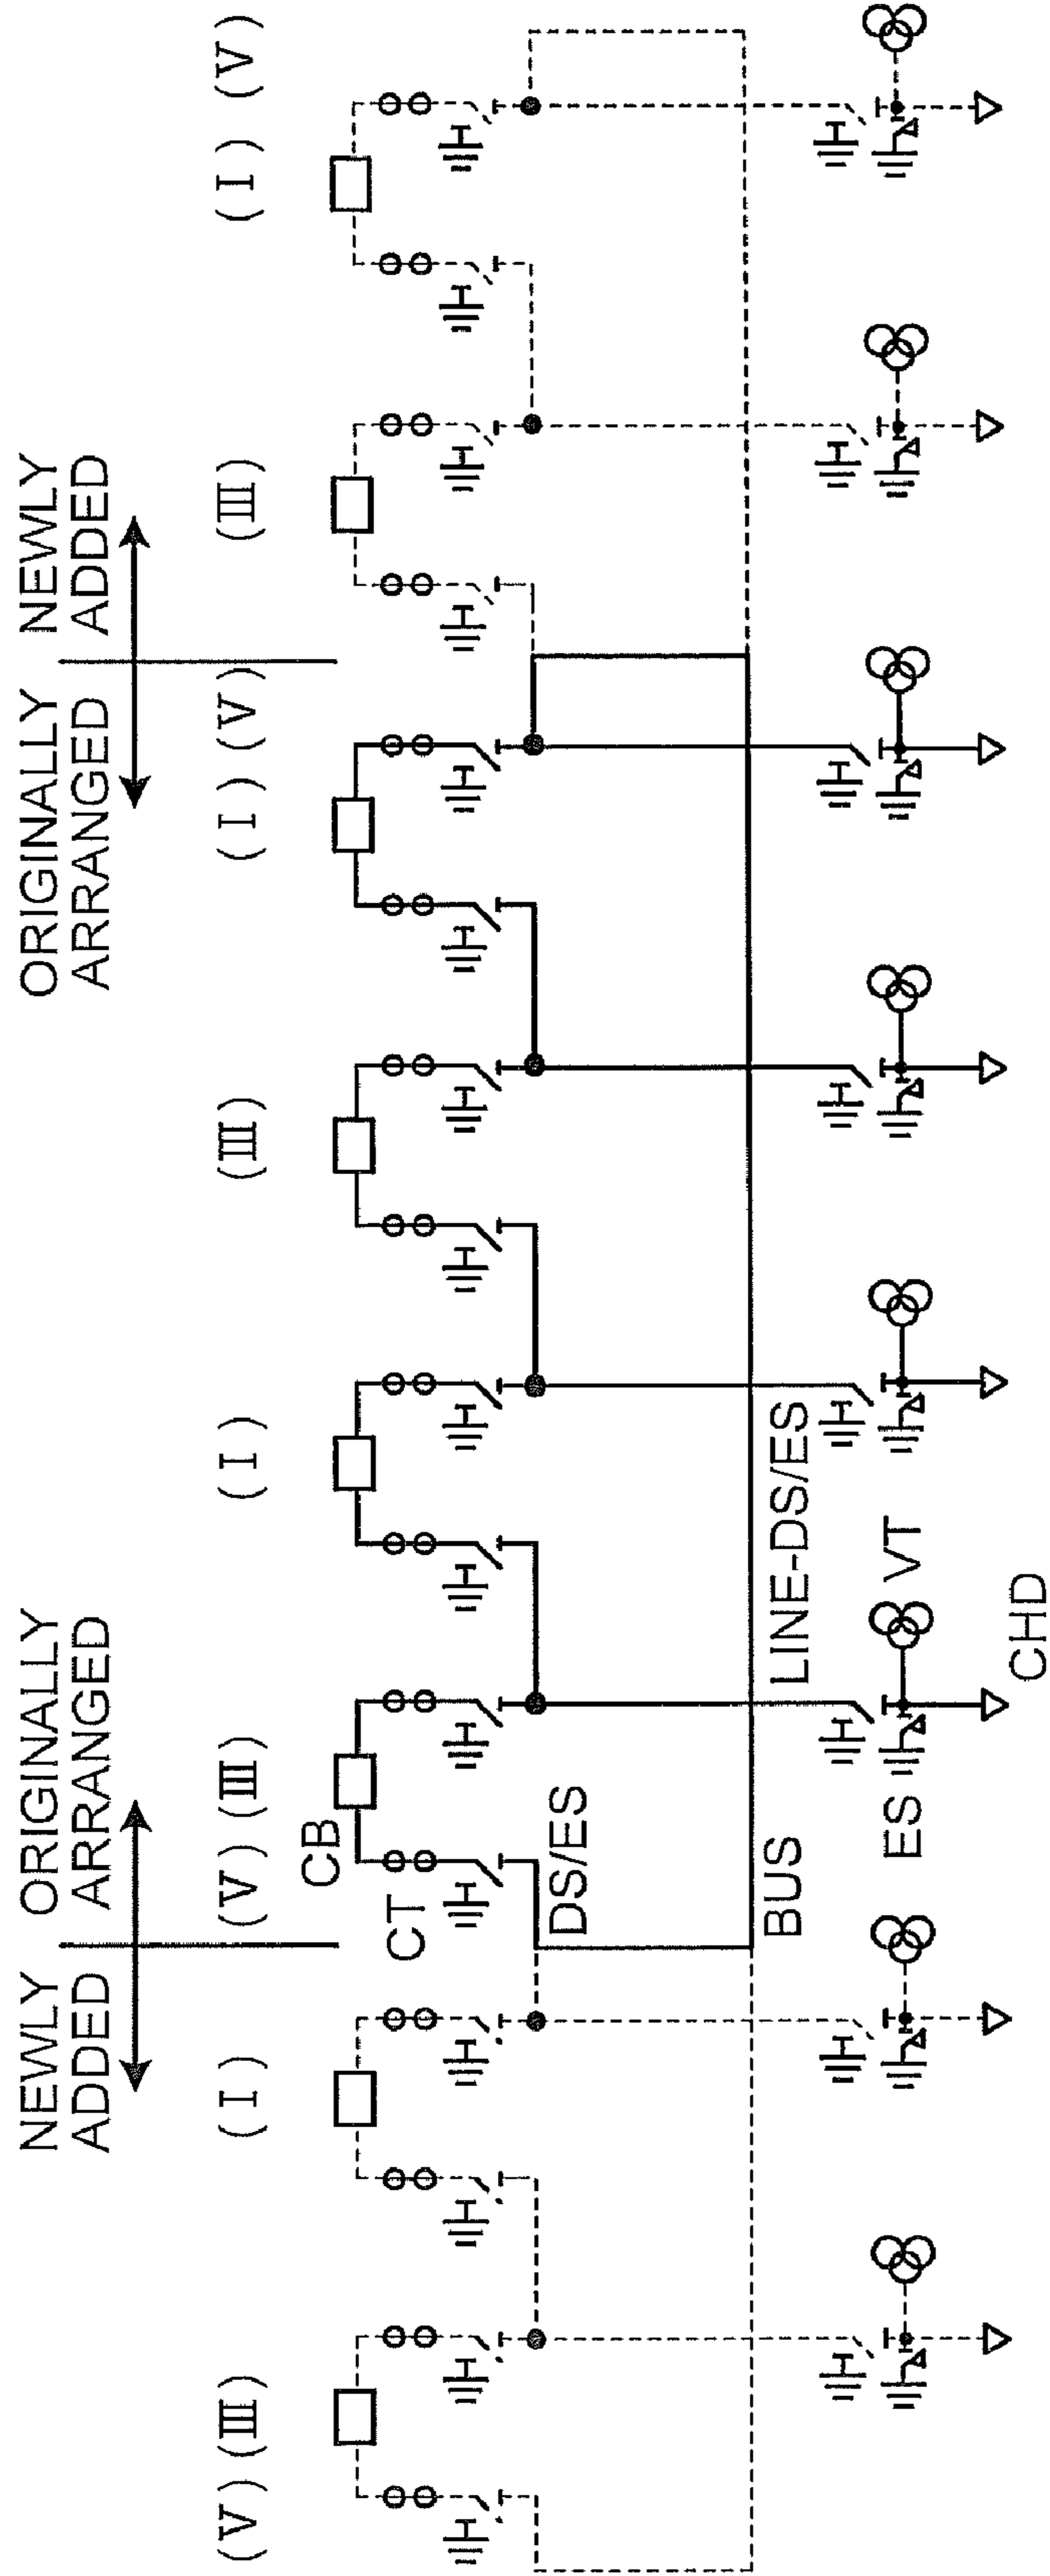 NEWLY
ADDED
ORIGINALLY
ARRANGED
ORIGINALLY
ARRANGED
NEWLY
ADDED
(V) (III)
(I)
(V) (III)
(I)
(III)
(I) (V)
(III)
(I) (V)
CB
CT
DS/ES
BUS
LINE-DS/ES
ES
VT
CHD